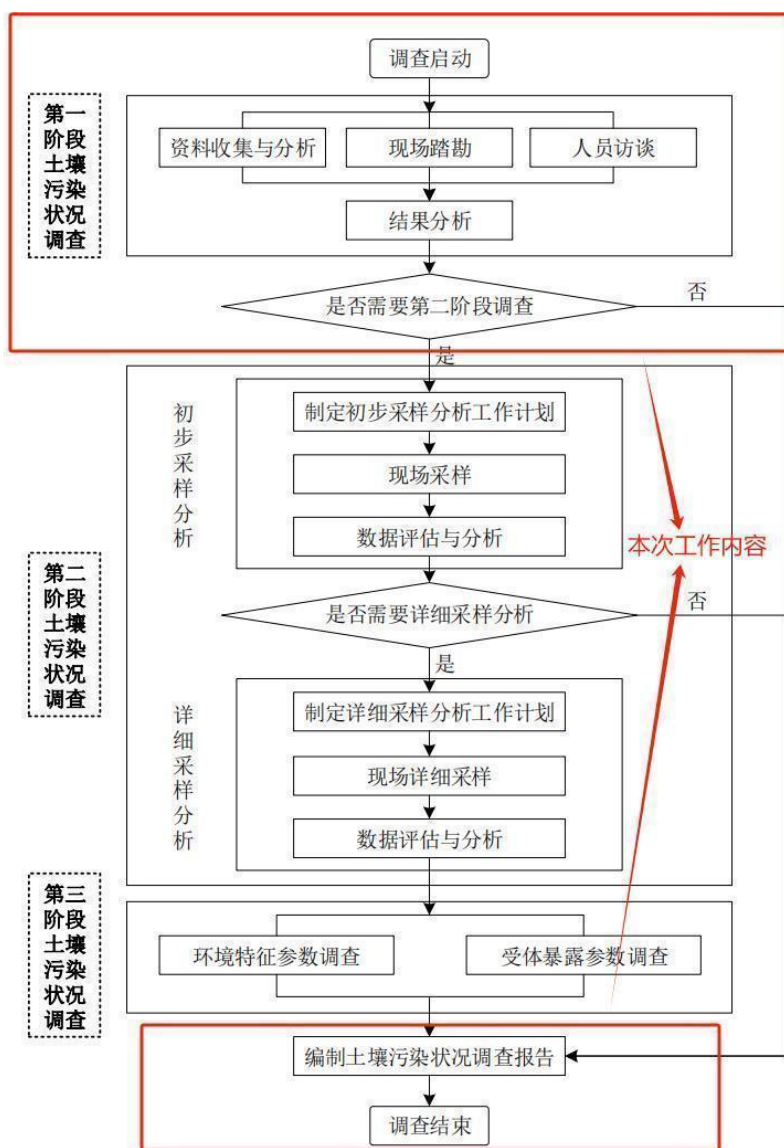 调查启动
第一
阶段
土壤
污染
状况
调查
资料收集与分析
现场踏勘
人员访谈
结果分析
是否需要第二阶段调查
否
是
初步采样分析
制定初步采样分析工作计划
现场采样
数据评估与分析
本次工作内容
第二
阶段
土壤
污染
状况
调查
是否需要详细采样分析
否
是
详细采样分析
制定详细采样分析工作计划
现场详细采样
数据评估与分析
第三
阶段
土壤
污染
状况
调查
环境特征参数调查
受体暴露参数调查
编制土壤污染状况调查报告
调查结束